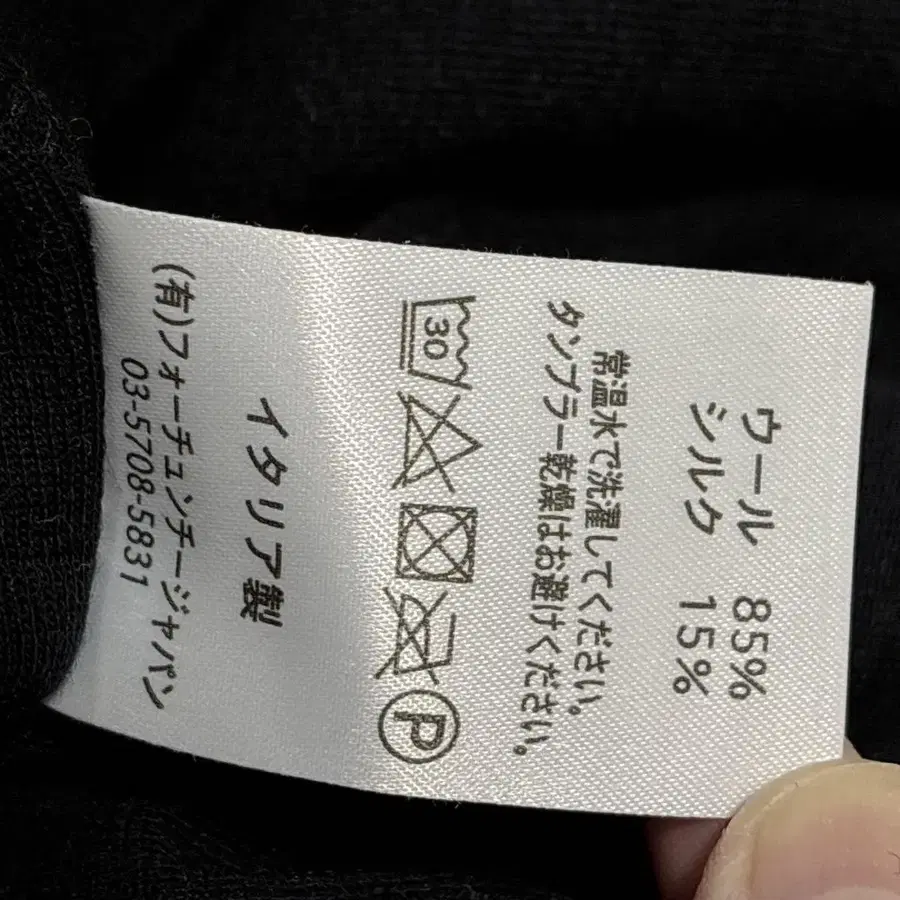 ウール 85%
シルク 15%
常温水で洗濯してください。
タンブラー乾燥はお避けください。
30
P
イタリア製
(有)フォーチュンチージャパン
03-5708-5831